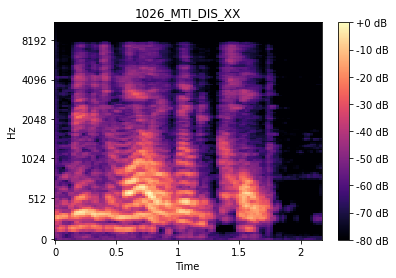 1026_MTI_DIS_XX
+0 dB
8192
-10 dB
4096
-20 dB
-30 dB
Hz
2048
-40 dB
1024
-50 dB
512
-60 dB
-70 dB
0
-80 dB
0
0.5
1
1.5
2
Time